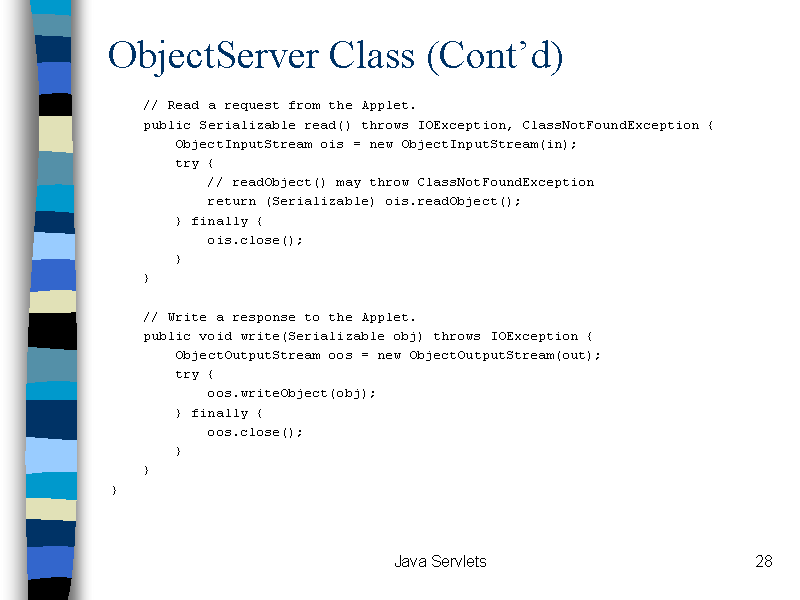 ObjectServer Class (Cont’d)
// Read a request from the Applet.
public Serializable read() throws IOException, ClassNotFoundException {
ObjectInputStream ois = new ObjectInputStream(in);
try {
// readObject() may throw ClassNotFoundException
return (Serializable) ois.readObject();
} finally {
ois.close();
}
}
// Write a response to the Applet.
public void write(Serializable obj) throws IOException {
ObjectOutputStream oos = new ObjectOutputStream(out);
try {
oos.writeObject(obj);
} finally {
oos.close();
}
}
}
Java Servlets
28